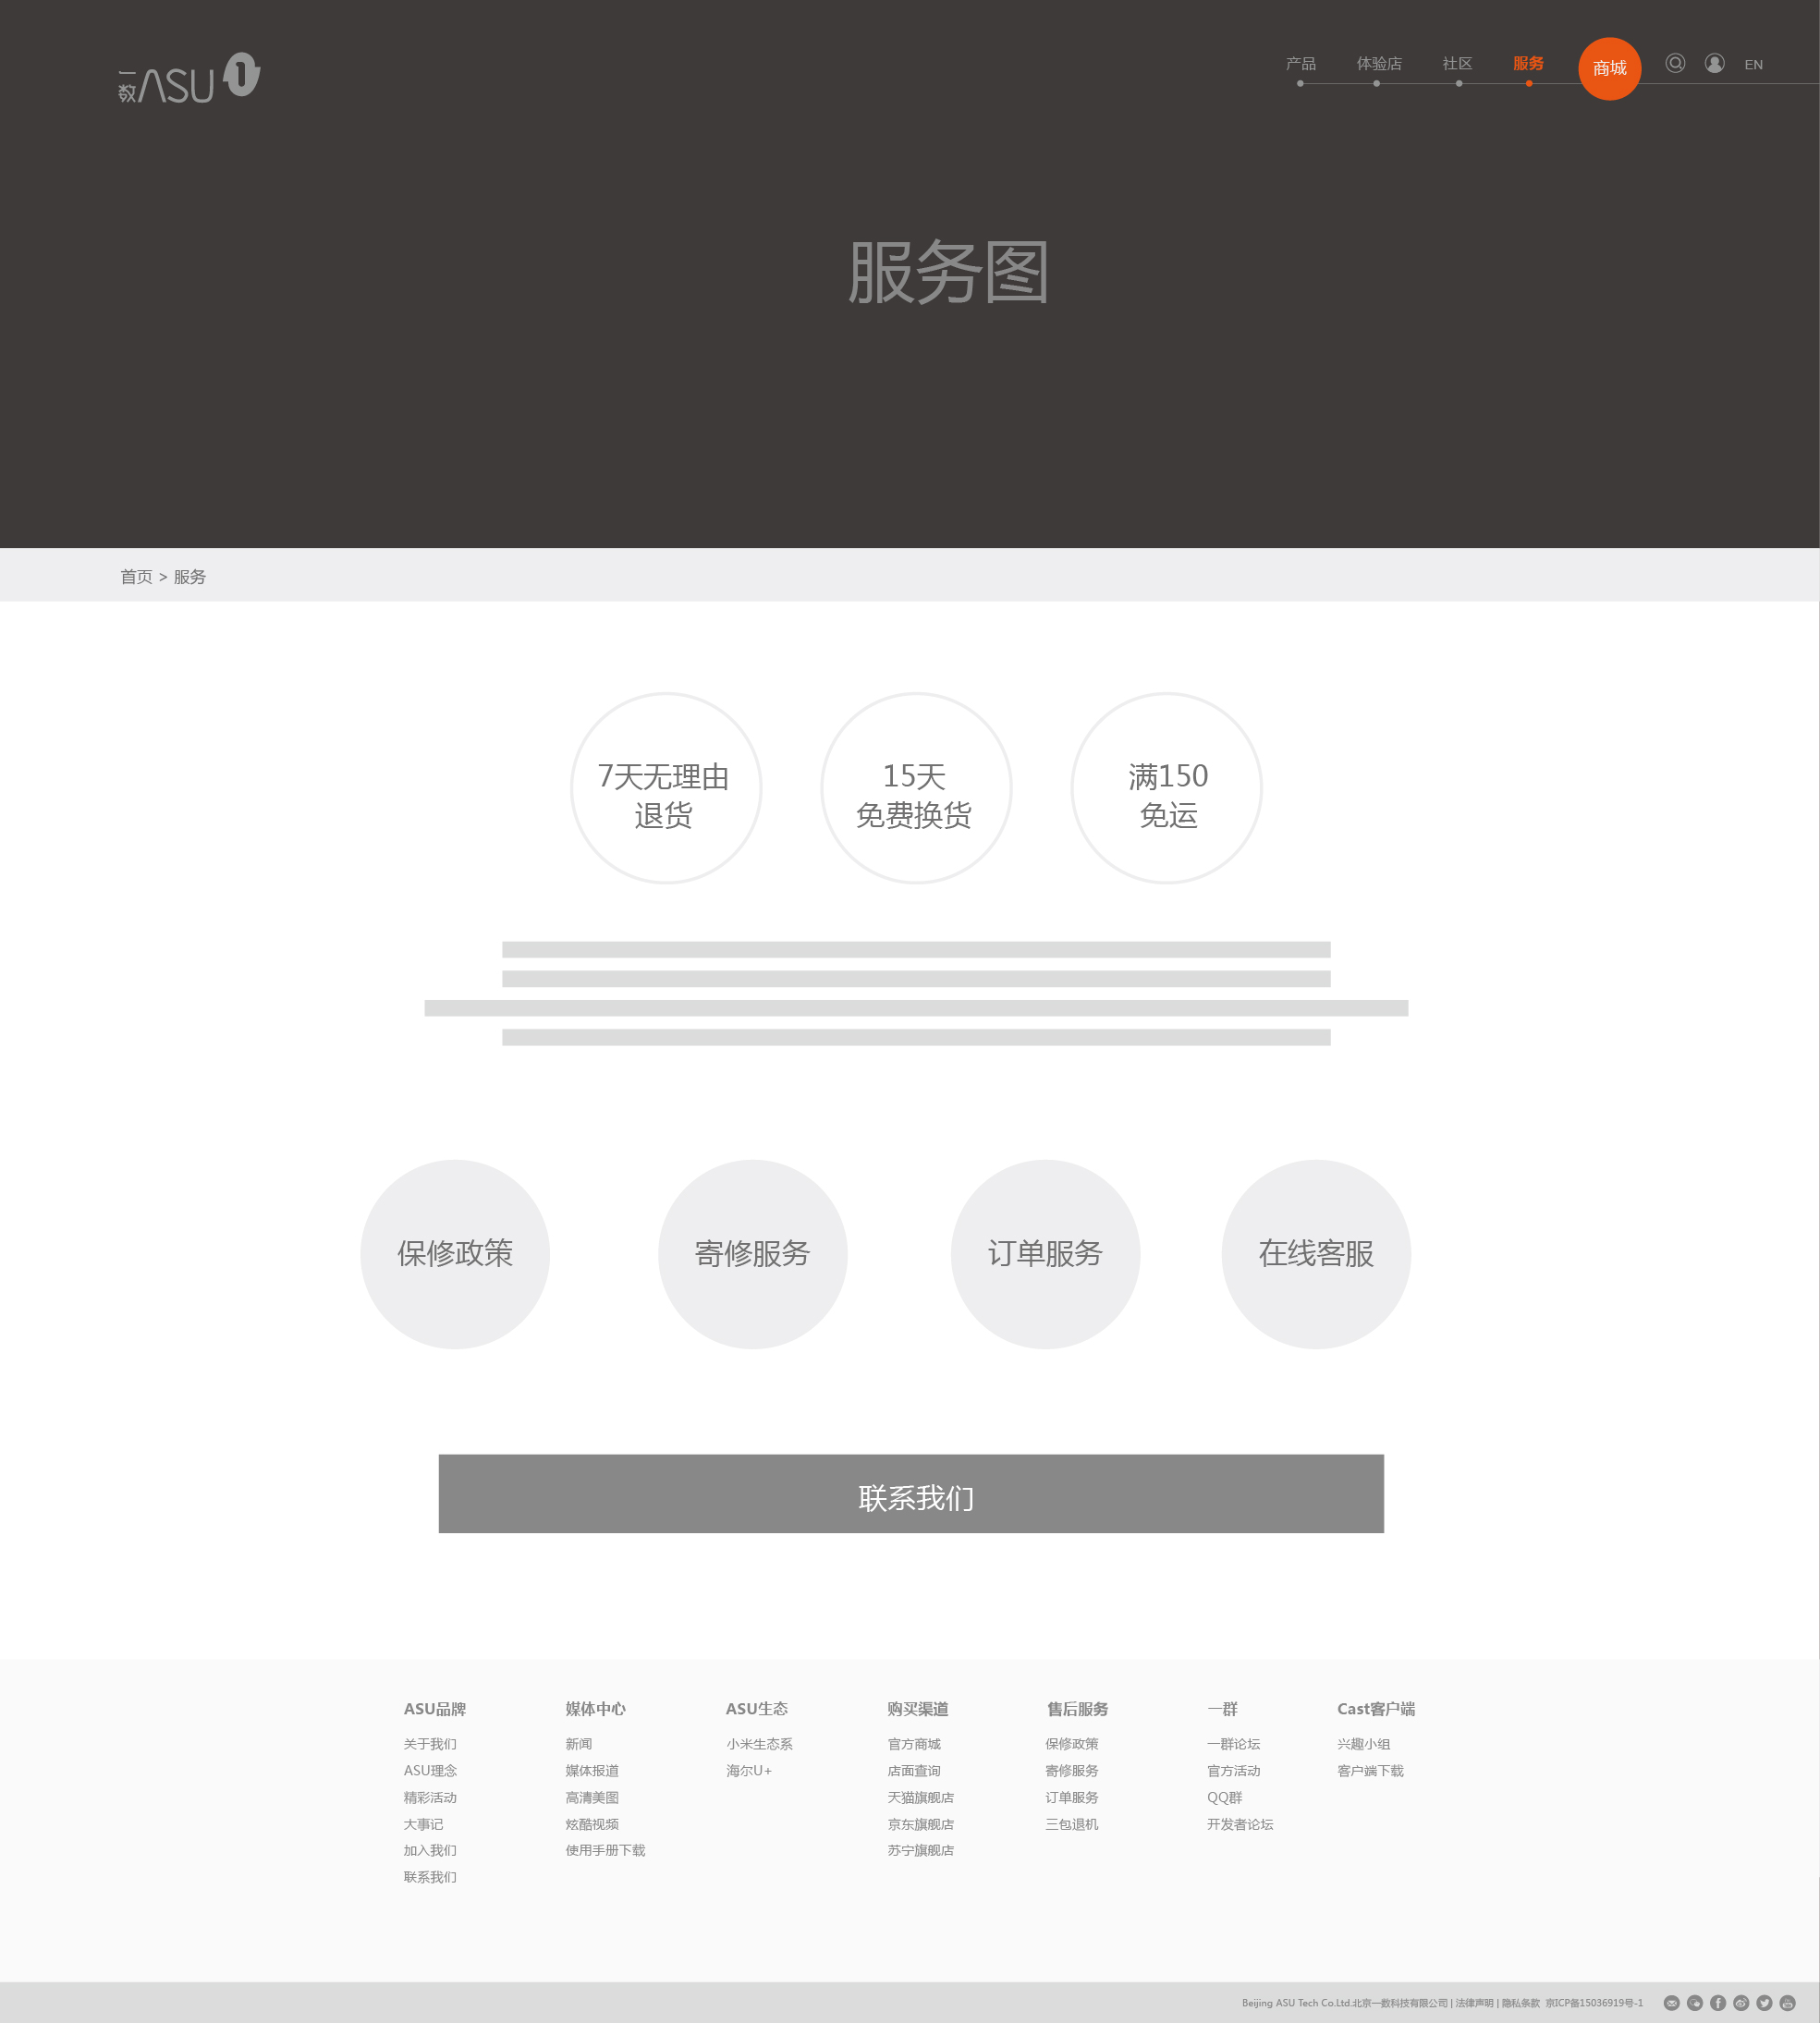 一数 ASU
产品 体验店 社区 服务 商城 EN
服务图
首页 > 服务
7天无理由
退货
15天
免费换货
满150
免运
保修政策
寄修服务
订单服务
在线客服
联系我们
ASU品牌
关于我们
ASU理念
精彩活动
大事记
加入我们
联系我们
媒体中心
新闻
媒体报道
高清美图
炫酷视频
使用手册下载
ASU生态
小米生态系
海尔U+
购买渠道
官方商城
店面查询
天猫旗舰店
京东旗舰店
苏宁旗舰店
售后服务
保修政策
寄修服务
订单服务
三包退机
一群
一群论坛
官方活动
QQ群
开发者论坛
Cast客户端
兴趣小组
客户端下载
Beijing ASU Tech Co.Ltd.北京一数科技有限公司 | 法律声明 | 隐私条款 京ICP备15036919号-1